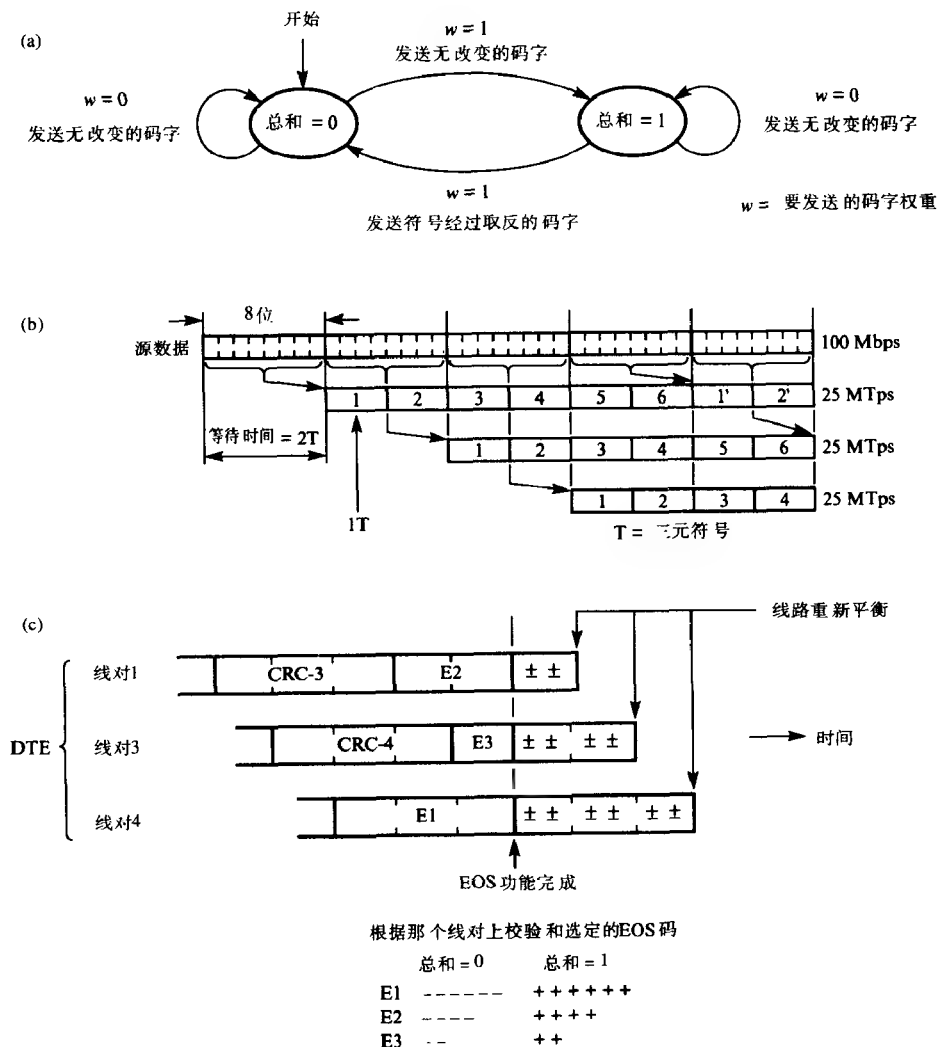 (a)
开始
w = 1
发送无改变的码字
w = 0
发送无改变的码字
总和 = 0
总和 = 1
w = 0
发送无改变的码字
w = 1
发送符号经过取反的码字
w = 要发送的码字权重
(b)
8位
源数据
100 Mbps
1 2 3 4 5 6 1' 2'
25 MTps
等待时间 = 2T
1 2 3 4 5 6
25 MTps
1 2 3 4
25 MTps
1T
T = 三元符号
(c)
线路重新平衡
线对1
CRC-3
E2
± ±
DTE
线对3
CRC-4
E3
± ± ± ±
时间
线对4
E1
± ± ± ± ± ±
EOS功能完成
根据那个线对上校验和选定的EOS码
总和 = 0 总和 = 1
E1 ------ ++++++
E2 ---- ++++
E3 -- ++